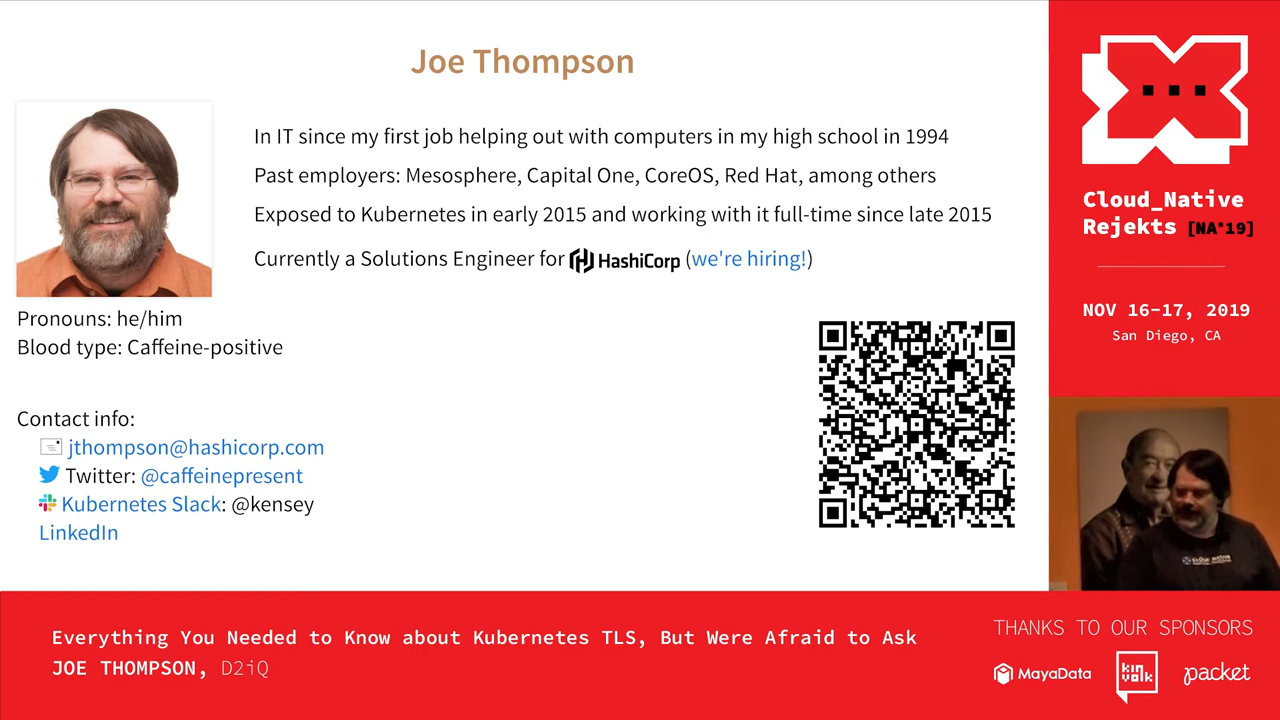 Joe Thompson
In IT since my first job helping out with computers in my high school in 1994
Past employers: Mesosphere, Capital One, CoreOS, Red Hat, among others
Exposed to Kubernetes in early 2015 and working with it full-time since late 2015
Currently a Solutions Engineer for HashiCorp (we're hiring!)
Pronouns: he/him
Blood type: Caffeine-positive
Contact info:
jthompson@hashicorp.com
Twitter: @caffeinepresent
Kubernetes Slack: @kensey
LinkedIn
Cloud_Native
Rejekts [NA'19]
NOV 16-17, 2019
San Diego, CA
Everything You Needed to Know about Kubernetes TLS, But Were Afraid to Ask
JOE THOMPSON, D2iQ
THANKS TO OUR SPONSORS
MayaData
kin
volk
packet